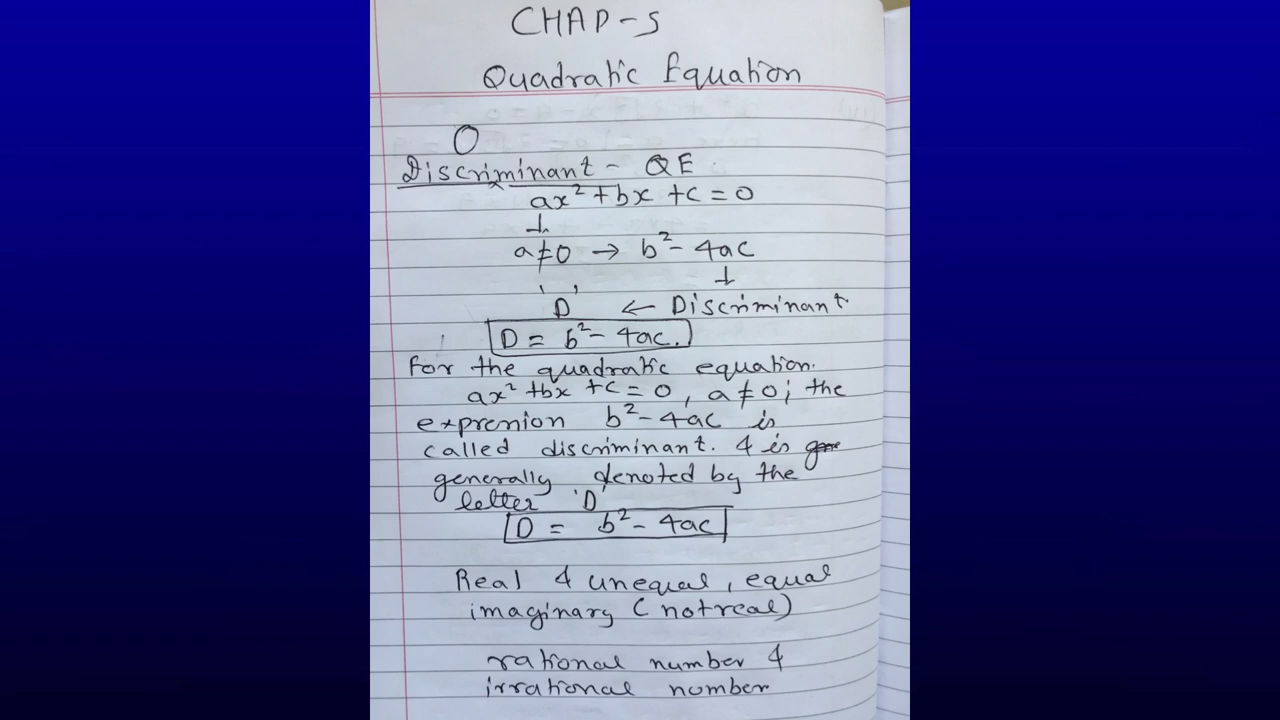 CHAP-5
Quadratic Equation
O
Discriminant - QE
ax² + bx + c = 0
↓
a ≠ 0 → b² - 4ac
↓
'D' ← Discriminant
D = b² - 4ac.
For the quadratic equation.
ax² + bx + c = 0, a ≠ 0; the
expression b² - 4ac is
called discriminant. & is
generally denoted by the
letter 'D'
D = b² - 4ac
Real & unequal, equal
imaginary (not real)
rational number &
irrational number